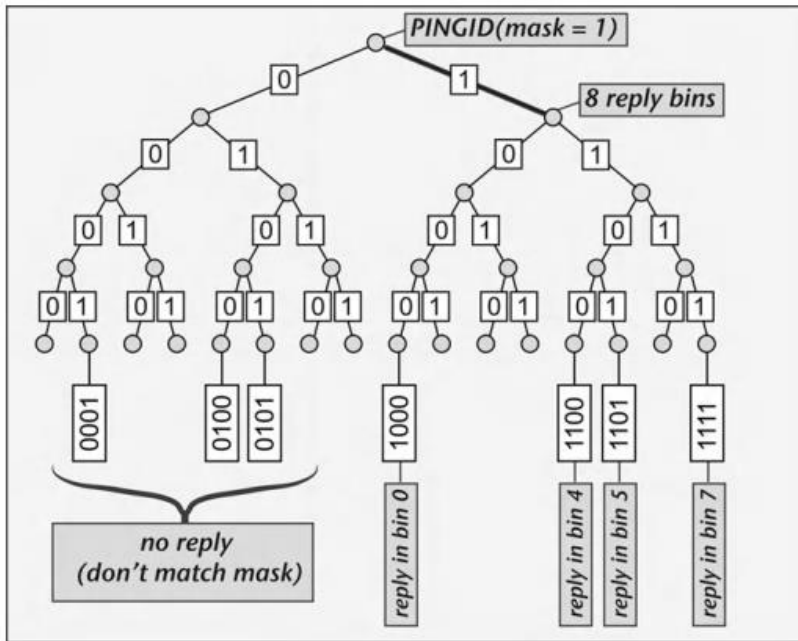 PINGID(mask = 1)
0 1
8 reply bins
0 1 0 1
0 1 0 1 0 1 0 1
0 1 0 1 0 1 0 1 0 1 0 1 0 1 0 1
0001
0100
0101
1000
1100
1101
1111
no reply
(don't match mask)
reply in bin 0
reply in bin 4
reply in bin 5
reply in bin 7